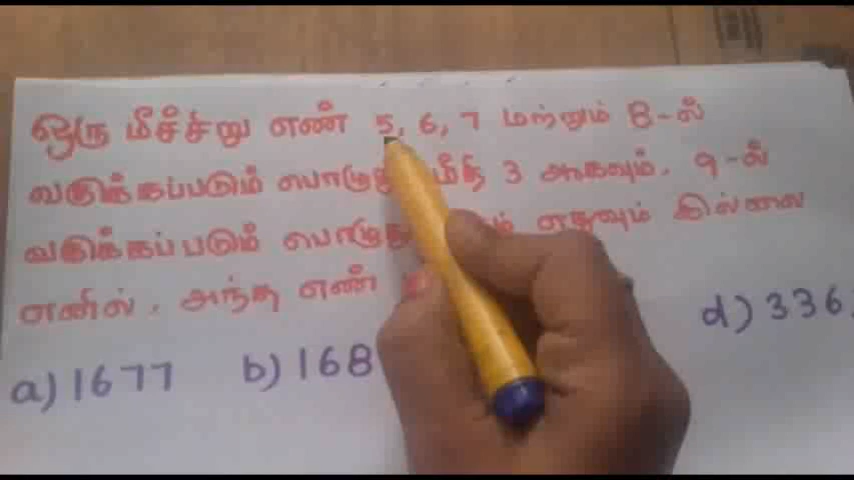 ஒரு மீச்சிறு எண் 5, 6, 7 மற்றும் 8-ல்
வகுக்கப்படும் மீதி 3 ஆகவும், 9-ல்
வகுக்கப்படும் எதுவும் இல்லை
எனில், அந்த எண்
a) 1677 b) 168 d) 336